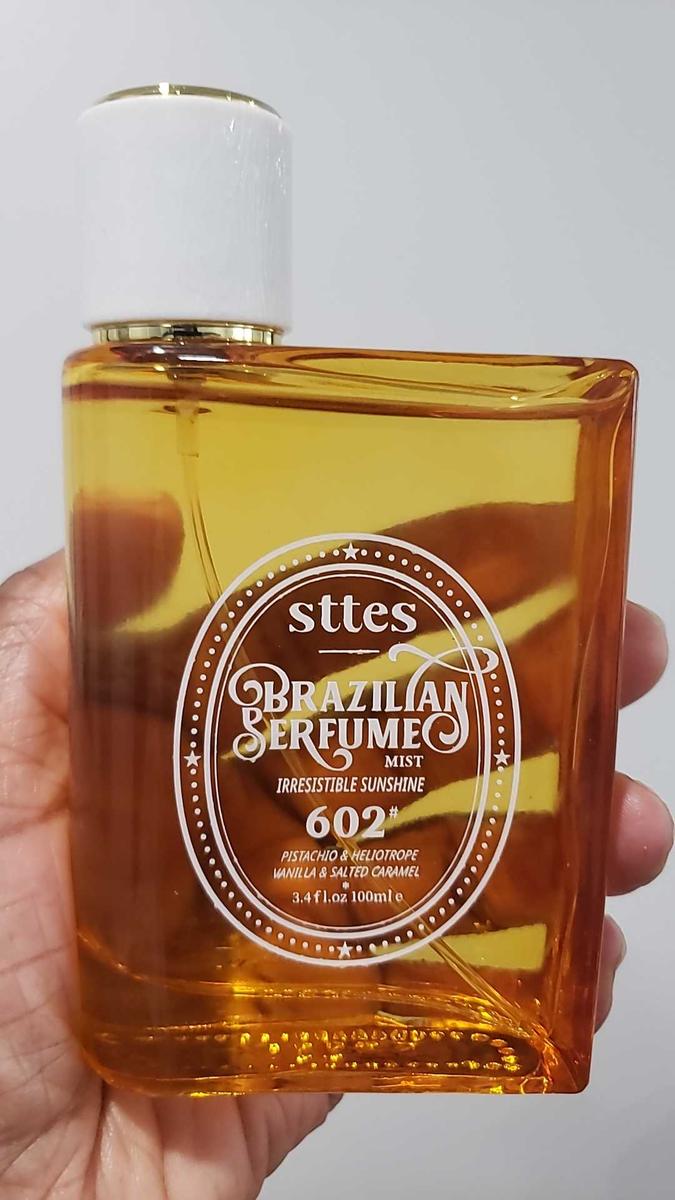 sttes
BRAZILIAN
PERFUME
MIST
IRRESISTIBLE SUNSHINE
602#
PISTACHIO & HELIOTROPE
VANILLA & SALTED CARAMEL
*
3.4 fl.oz 100ml e